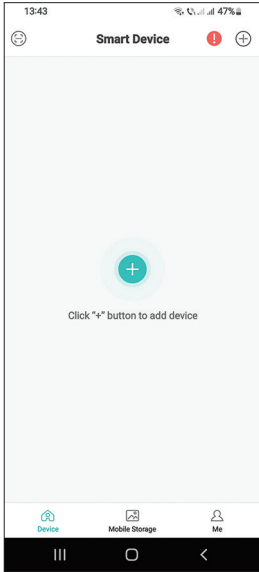 13:43
47%
Smart Device
Click "+" button to add device
Device
Mobile Storage
Me